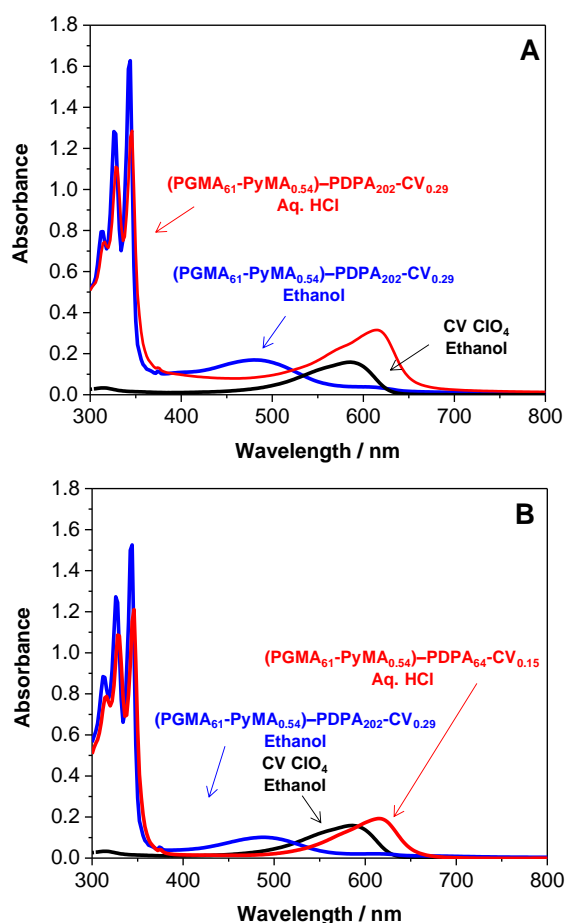 A
1.8
1.6
1.4
1.2
1.0
0.8
0.6
0.4
0.2
0.0
Absorbance
(PGMA61-PyMA0.54)–PDPA202-CV0.29
Aq. HCl
(PGMA61-PyMA0.54)–PDPA202-CV0.29
Ethanol
CV ClO4
Ethanol
300 400 500 600 700 800
Wavelength / nm
B
1.8
1.6
1.4
1.2
1.0
0.8
0.6
0.4
0.2
0.0
Absorbance
(PGMA61-PyMA0.54)–PDPA64-CV0.15
Aq. HCl
(PGMA61-PyMA0.54)–PDPA202-CV0.29
Ethanol
CV ClO4
Ethanol
300 400 500 600 700 800
Wavelength / nm